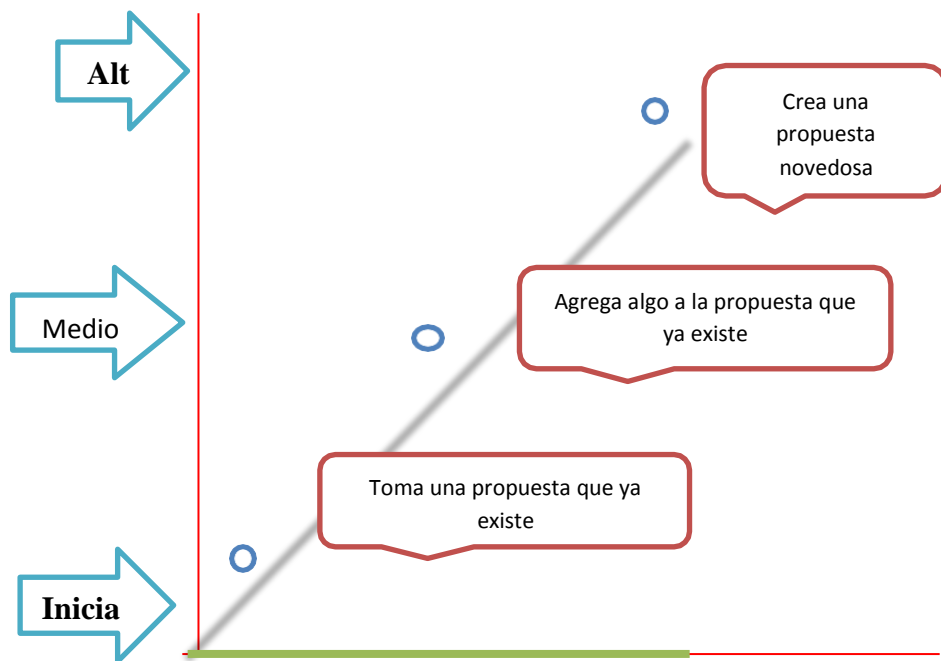 Alt
Crea una
propuesta
novedosa
Medio
Agrega algo a la propuesta que
ya existe
Toma una propuesta que ya
existe
Inicia